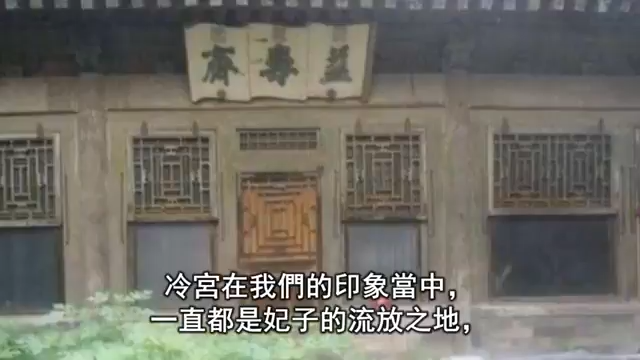 益壽齋
冷宮在我們的印象當中，
一直都是妃子的流放之地，